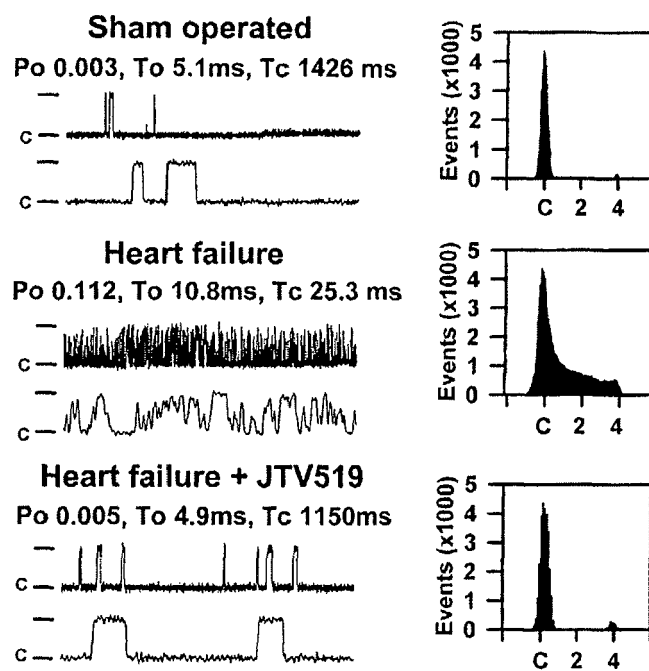 Sham operated
Po 0.003, To 5.1ms, Tc 1426 ms
C
C
Events (x1000)
5
4
3
2
1
0
C 2 4
Heart failure
Po 0.112, To 10.8ms, Tc 25.3 ms
C
C
Events (x1000)
5
4
3
2
1
0
C 2 4
Heart failure + JTV519
Po 0.005, To 4.9ms, Tc 1150ms
C
C
Events (x1000)
5
4
3
2
1
0
C 2 4